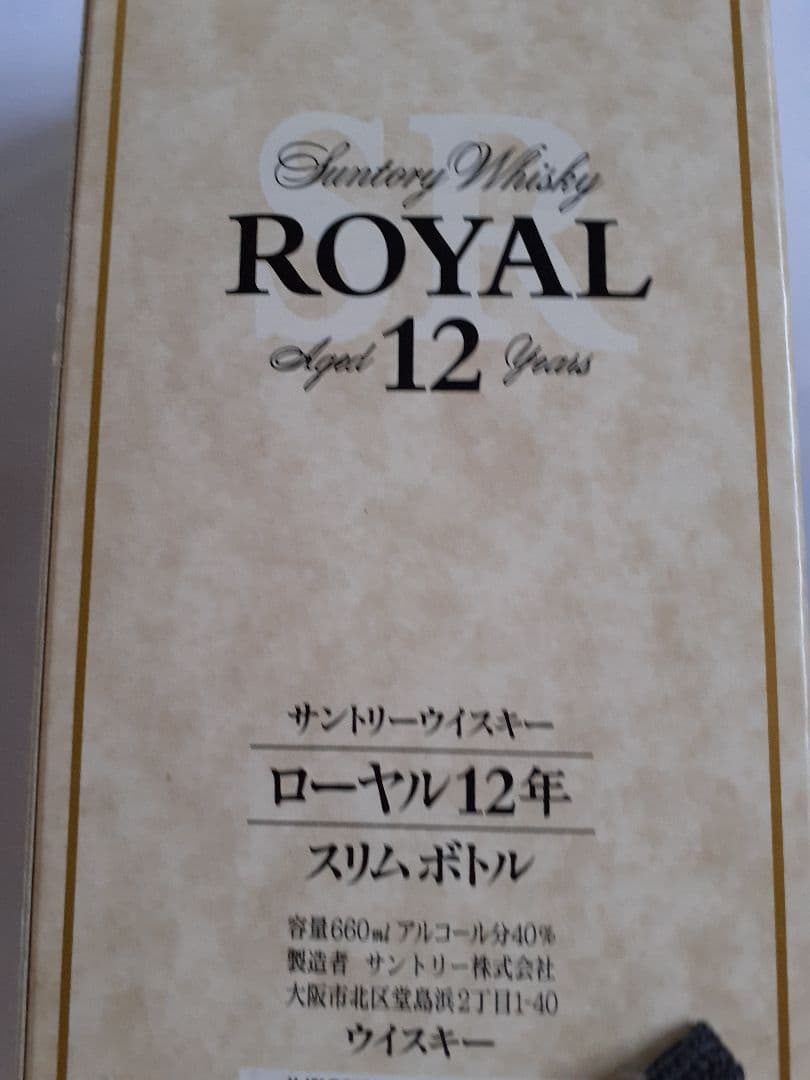 SR
Suntory Whisky
ROYAL
Aged 12 Years
サントリーウイスキー
ローヤル12年
スリムボトル
容量660ml アルコール分40%
製造者 サントリー株式会社
大阪市北区堂島浜2丁目1-40
ウイスキー